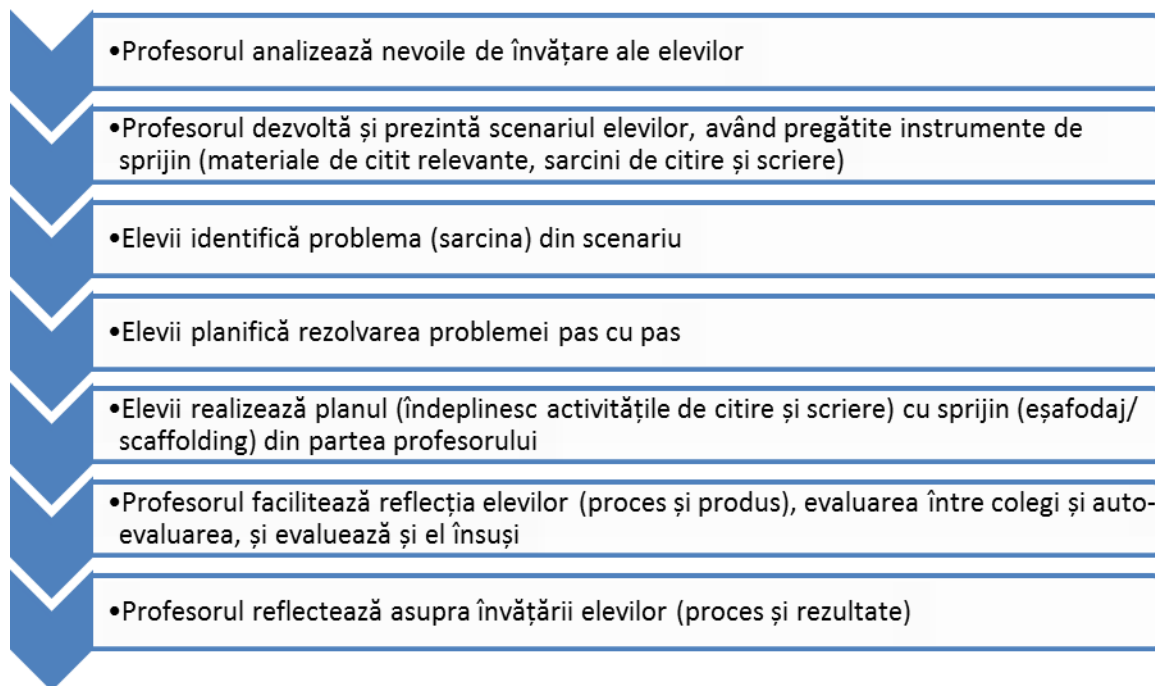 •Profesorul analizează nevoile de învățare ale elevilor
•Profesorul dezvoltă și prezintă scenariul elevilor, având pregătite instrumente de
sprijin (materiale de citit relevante, sarcini de citire și scriere)
•Elevii identifică problema (sarcina) din scenariu
•Elevii planifică rezolvarea problemei pas cu pas
•Elevii realizează planul (îndeplinesc activitățile de citire și scriere) cu sprijin (eșafodaj/
scaffolding) din partea profesorului
•Profesorul facilitează reflecția elevilor (proces și produs), evaluarea între colegi și auto-
evaluarea, și evaluează și el însuși
•Profesorul reflectează asupra învățării elevilor (proces și rezultate)